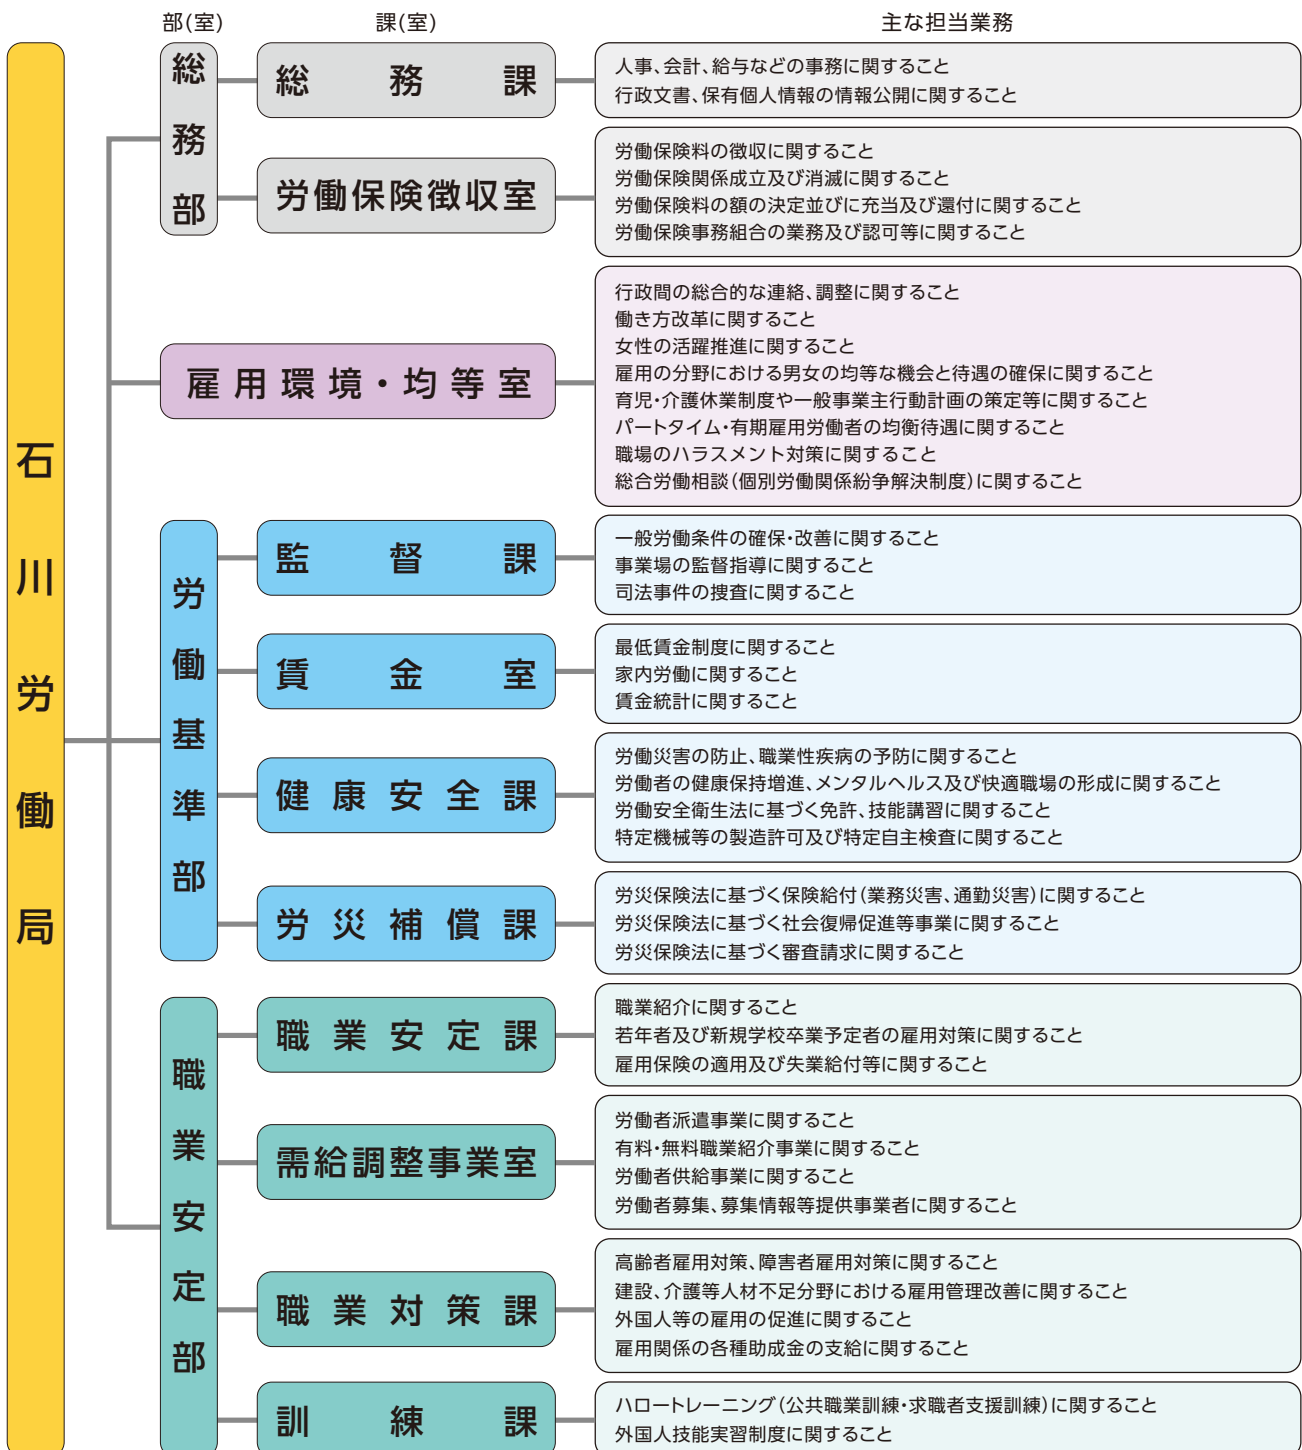 部(室)
課(室)
主な担当業務
石川労働局
総務部
総務課
人事、会計、給与などの事務に関すること
行政文書、保有個人情報の情報公開に関すること
労働保険徴収室
労働保険料の徴収に関すること
労働保険関係成立及び消滅に関すること
労働保険料の額の決定並びに充当及び還付に関すること
労働保険事務組合の業務及び認可等に関すること
雇用環境・均等室
行政間の総合的な連絡、調整に関すること
働き方改革に関すること
女性の活躍推進に関すること
雇用の分野における男女の均等な機会と待遇の確保に関すること
育児・介護休業制度や一般事業主行動計画の策定等に関すること
パートタイム・有期雇用労働者の均衡待遇に関すること
職場のハラスメント対策に関すること
総合労働相談(個別労働関係紛争解決制度)に関すること
労働基準部
監督課
一般労働条件の確保・改善に関すること
事業場の監督指導に関すること
司法事件の捜査に関すること
賃金室
最低賃金制度に関すること
家内労働に関すること
賃金統計に関すること
健康安全課
労働災害の防止、職業性疾病の予防に関すること
労働者の健康保持増進、メンタルヘルス及び快適職場の形成に関すること
労働安全衛生法に基づく免許、技能講習に関すること
特定機械等の製造許可及び特定自主検査に関すること
労災補償課
労災保険法に基づく保険給付(業務災害、通勤災害)に関すること
労災保険法に基づく社会復帰促進等事業に関すること
労災保険法に基づく審査請求に関すること
職業安定部
職業安定課
職業紹介に関すること
若年者及び新規学校卒業予定者の雇用対策に関すること
雇用保険の適用及び失業給付等に関すること
需給調整事業室
労働者派遣事業に関すること
有料・無料職業紹介事業に関すること
労働者供給事業に関すること
労働者募集、募集情報等提供事業者に関すること
職業対策課
高齢者雇用対策、障害者雇用対策に関すること
建設、介護等人材不足分野における雇用管理改善に関すること
外国人等の雇用の促進に関すること
雇用関係の各種助成金の支給に関すること
訓練課
ハロートレーニング(公共職業訓練・求職者支援訓練)に関すること
外国人技能実習制度に関すること